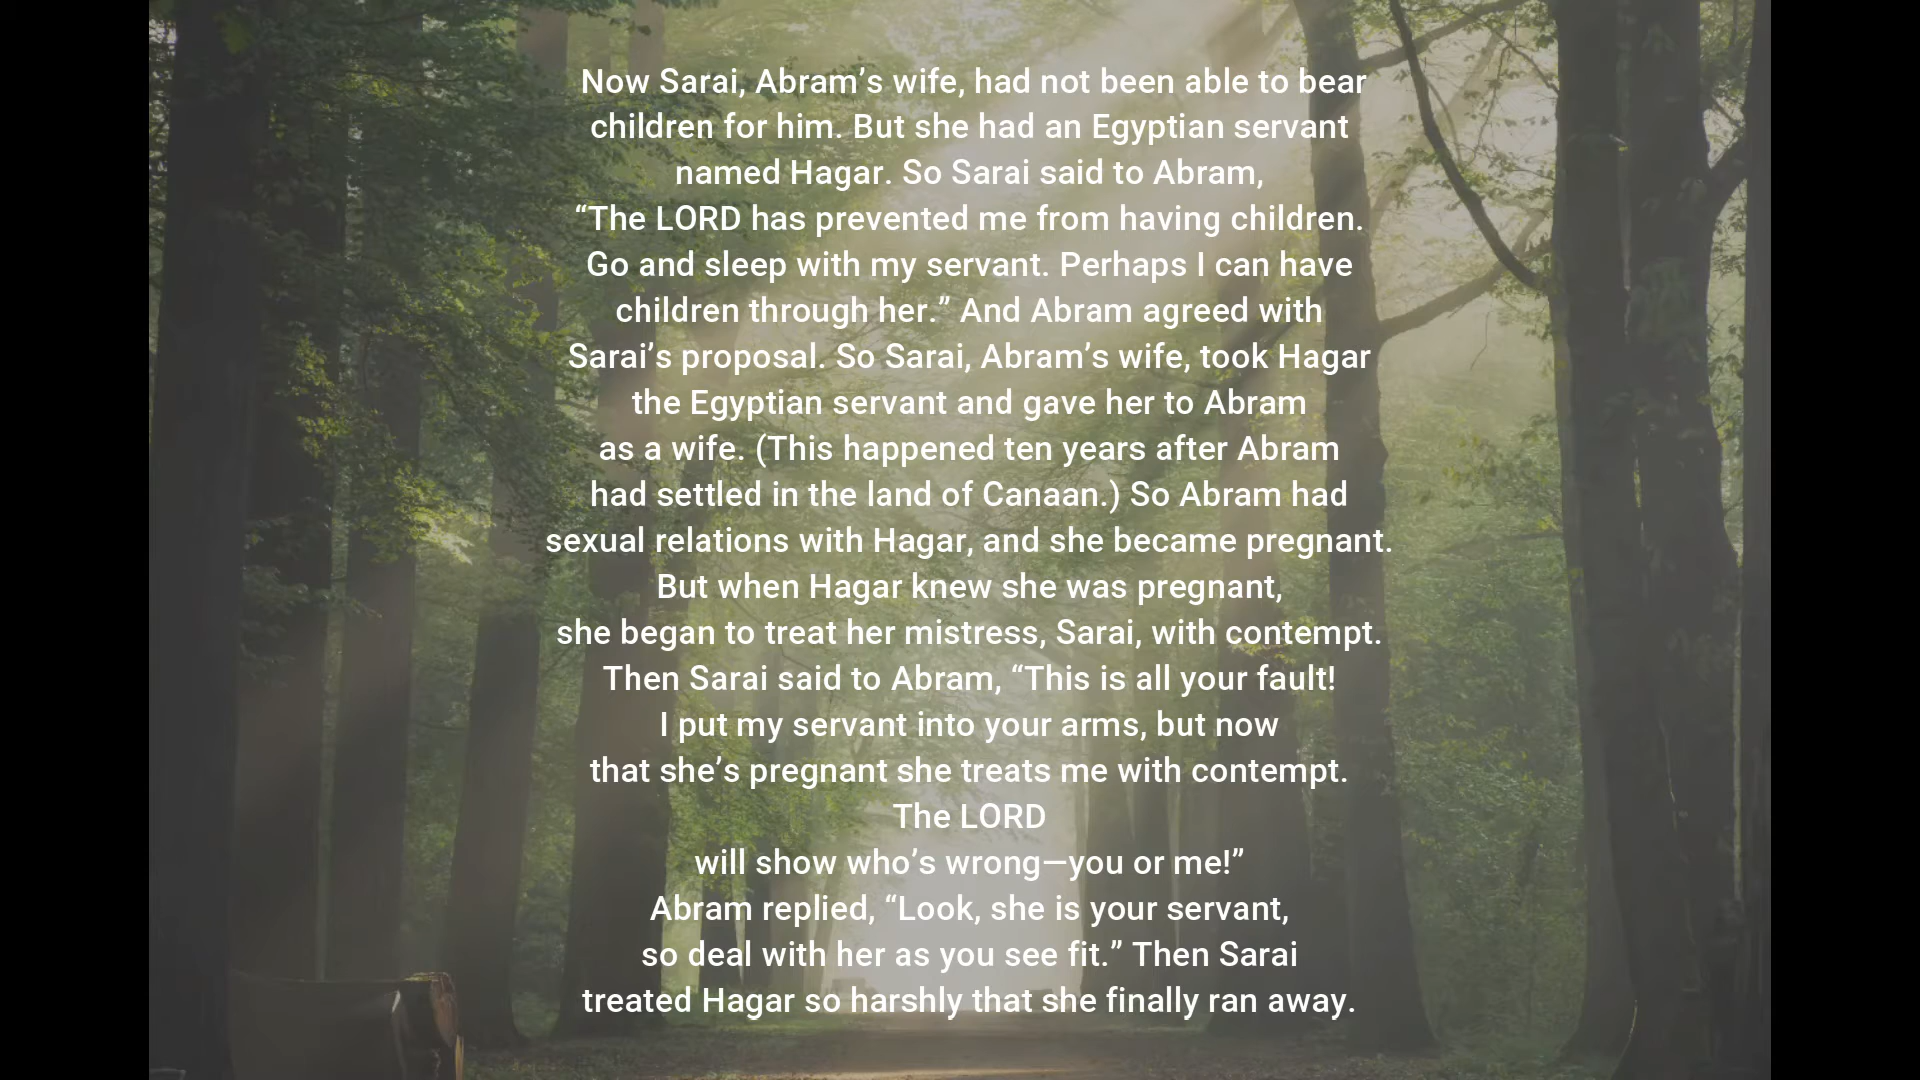 Now Sarai, Abram’s wife, had not been able to bear
children for him. But she had an Egyptian servant
named Hagar. So Sarai said to Abram,
“The LORD has prevented me from having children.
Go and sleep with my servant. Perhaps I can have
children through her.” And Abram agreed with
Sarai’s proposal. So Sarai, Abram’s wife, took Hagar
the Egyptian servant and gave her to Abram
as a wife. (This happened ten years after Abram
had settled in the land of Canaan.) So Abram had
sexual relations with Hagar, and she became pregnant.
But when Hagar knew she was pregnant,
she began to treat her mistress, Sarai, with contempt.
Then Sarai said to Abram, “This is all your fault!
I put my servant into your arms, but now
that she’s pregnant she treats me with contempt.
The LORD
will show who’s wrong—you or me!”
Abram replied, “Look, she is your servant,
so deal with her as you see fit.” Then Sarai
treated Hagar so harshly that she finally ran away.